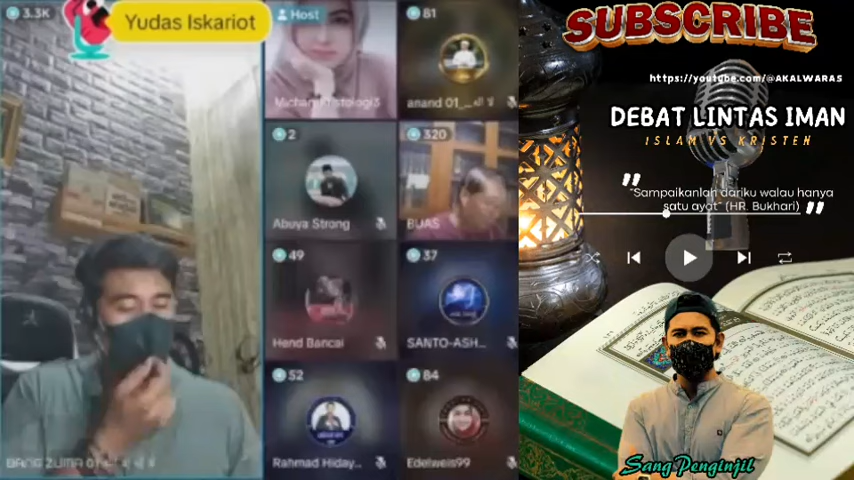 3.3K
Yudas Iskariot
Host
81
anand 01
2
320
Abuya Strong
BUAS
49
37
Hend Bancai
SANTO-ASH...
52
84
Rahmad Hiday...
Edelweis99
SUBSCRIBE
https://youtube.com/@AKALWARAS
DEBAT LINTAS IMAN
ISLAM VS KRISTEN
"Sampaikanlah dariku walau hanya
satu ayat" (HR. Bukhari)
Sang Penginjil